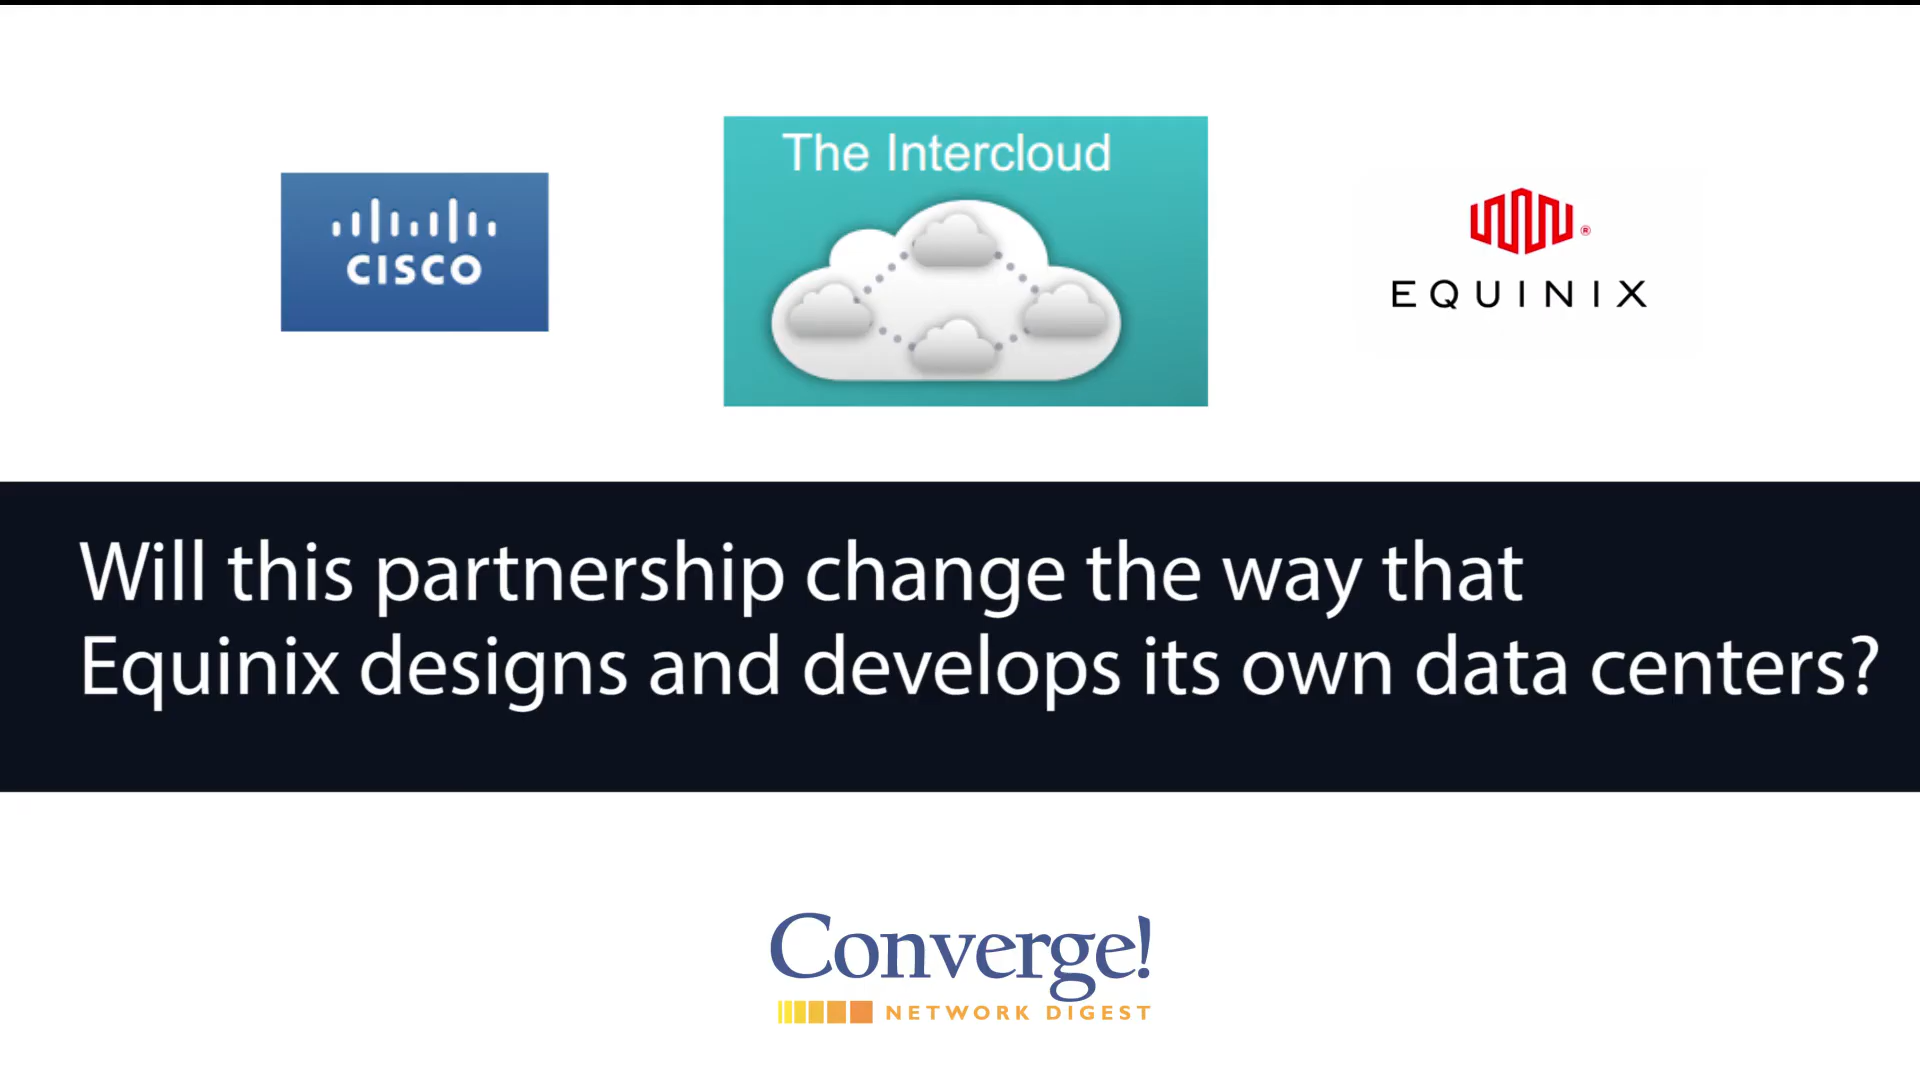 The Intercloud
CISCO
EQUINIX
®
Will this partnership change the way that
Equinix designs and develops its own data centers?
Converge!
NETWORK DIGEST